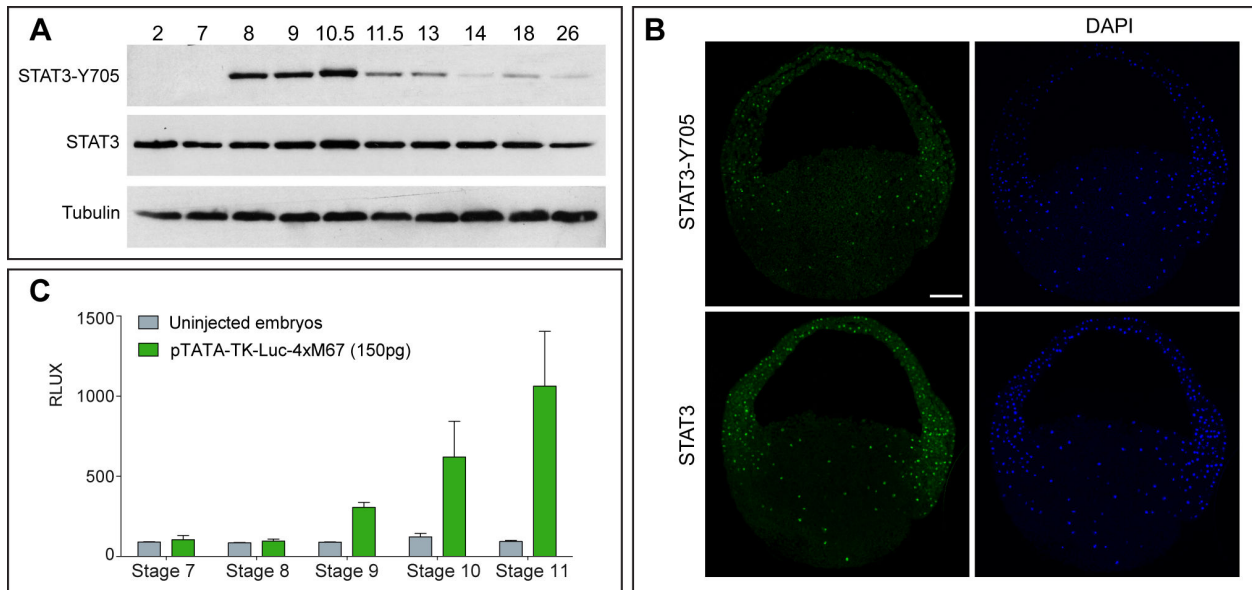 A
2 7 8 9 10.5 11.5 13 14 18 26
STAT3-Y705
STAT3
Tubulin
B
DAPI
STAT3-Y705
STAT3
C
Uninjected embryos
pTATA-TK-Luc-4xM67 (150pg)
RLUX
1500
1000
500
0
Stage 7 Stage 8 Stage 9 Stage 10 Stage 11